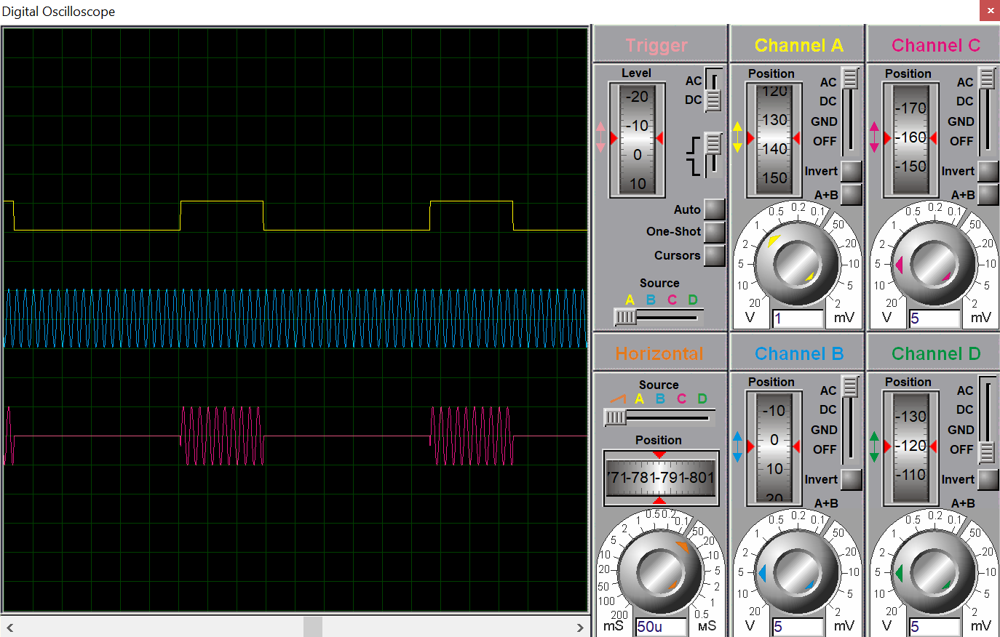 Digital Oscilloscope
Trigger
Level
-20
-10
0
10
AC
DC
Auto
One-Shot
Cursors
Source
A B C D
Channel A
Position
120
130
140
150
AC
DC
GND
OFF
Invert
A+B
20
10
5
2
1
0.5
0.2
0.1
50
20
10
5
2
V
1
mV
Channel C
Position
-170
-160
-150
AC
DC
GND
OFF
Invert
A+B
20
10
5
2
1
0.5
0.2
0.1
50
20
10
5
2
V
5
mV
Horizontal
Source
A B C D
Position
771-781-791-801
200
100
50
20
10
5
2
1
0.5
0.2
0.1
50
20
10
5
2
1
0.5
mS
50u
мS
Channel B
Position
-10
0
10
20
AC
DC
GND
OFF
Invert
A+B
20
10
5
2
1
0.5
0.2
0.1
50
20
10
5
2
V
5
mV
Channel D
Position
-130
-120
-110
AC
DC
GND
OFF
Invert
A+B
20
10
5
2
1
0.5
0.2
0.1
50
20
10
5
2
V
5
mV